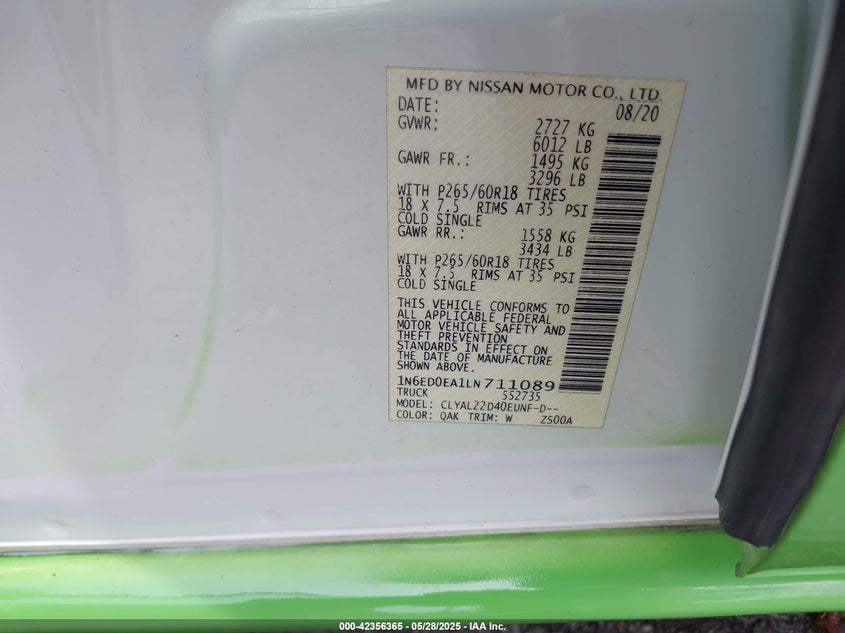 MFD BY NISSAN MOTOR CO., LTD.
DATE: 08/20
GVWR: 2727 KG
6012 LB
GAWR FR.: 1495 KG
3296 LB
WITH P265/60R18 TIRES
18 X 7.5 RIMS AT 35 PSI
COLD SINGLE
GAWR RR.: 1558 KG
3434 LB
WITH P265/60R18 TIRES
18 X 7.5 RIMS AT 35 PSI
COLD SINGLE
THIS VEHICLE CONFORMS TO
ALL APPLICABLE FEDERAL
MOTOR VEHICLE SAFETY AND
THEFT PREVENTION
STANDARDS IN EFFECT ON
THE DATE OF MANUFACTURE
SHOWN ABOVE.
1N6ED0EA1LN711089
TRUCK 552735
MODEL: CLYAL22D40EUNF-D--
COLOR: QAK TRIM: W ZS00A
000-42356365 - 05/28/2025 - IAA Inc.